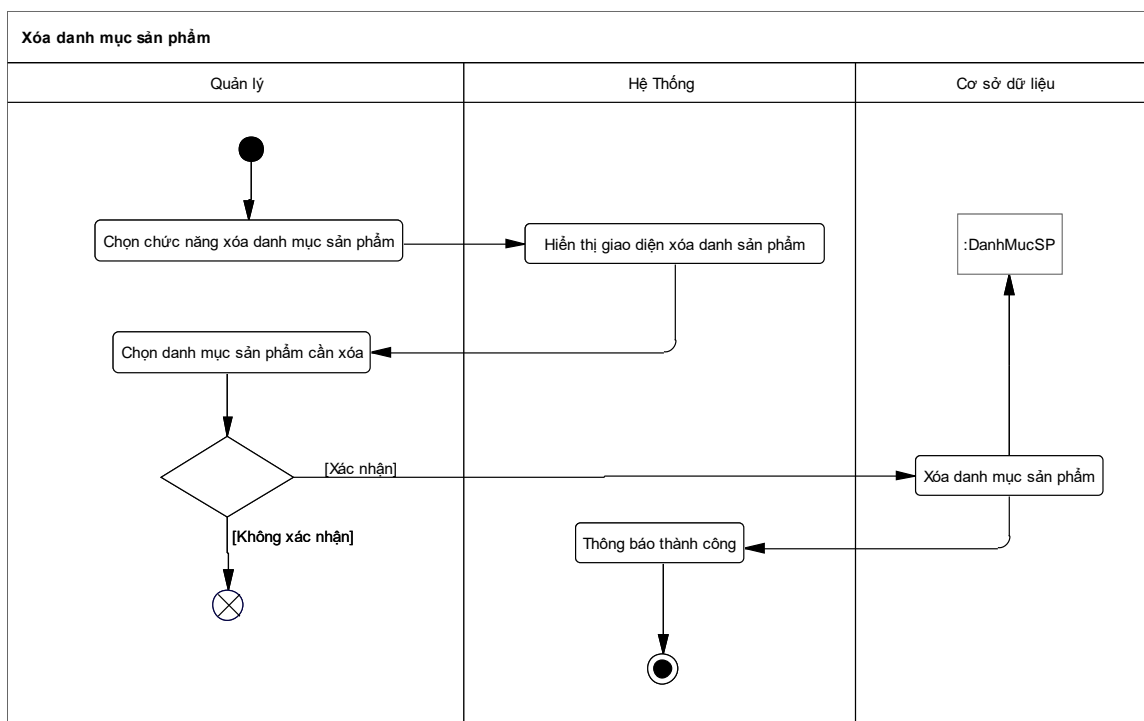 Xóa danh mục sản phẩm
Quản lý
Hệ Thống
Cơ sở dữ liệu
Chọn chức năng xóa danh mục sản phẩm
Hiển thị giao diện xóa danh sản phẩm
:DanhMucSP
Chọn danh mục sản phẩm cần xóa
[Xác nhận]
Xóa danh mục sản phẩm
[Không xác nhận]
Thông báo thành công